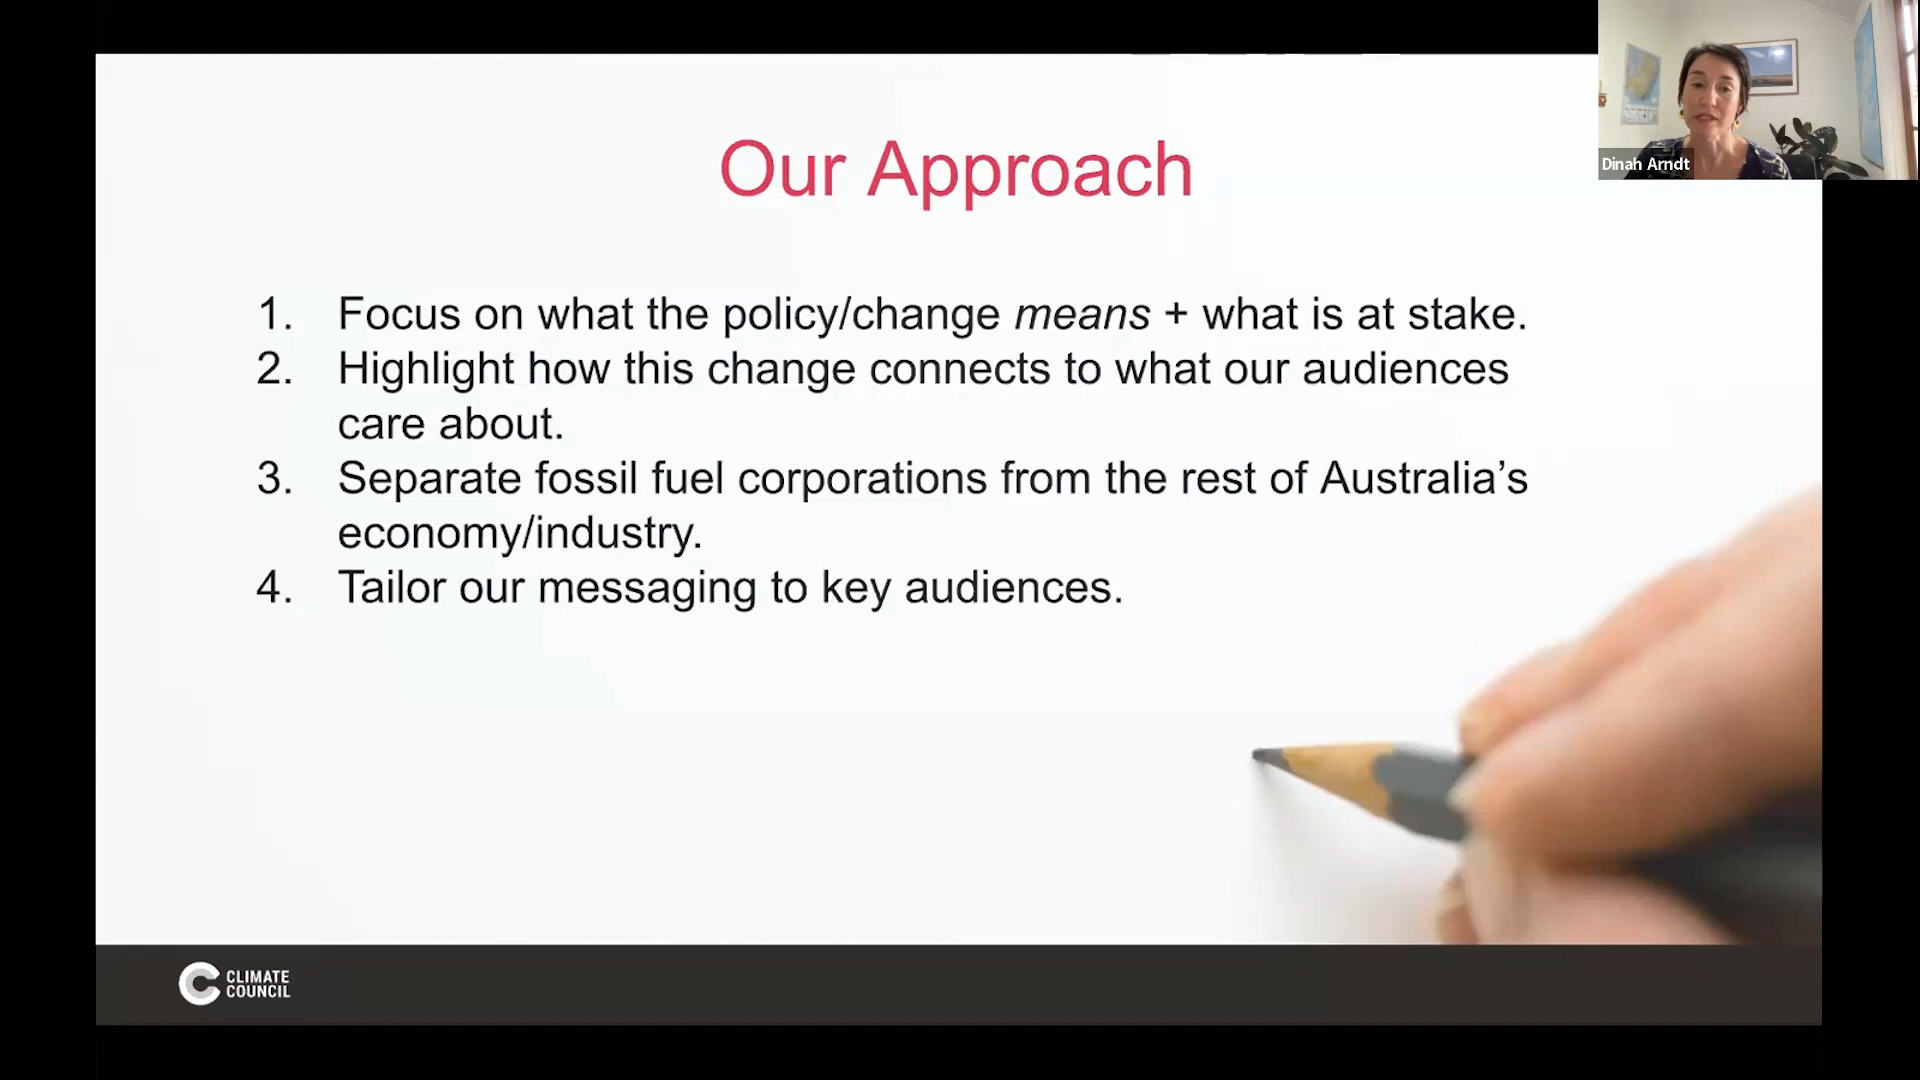 Dinah Arndt
Our Approach
1. Focus on what the policy/change means + what is at stake.
2. Highlight how this change connects to what our audiences
care about.
3. Separate fossil fuel corporations from the rest of Australia’s
economy/industry.
4. Tailor our messaging to key audiences.
CLIMATE
COUNCIL